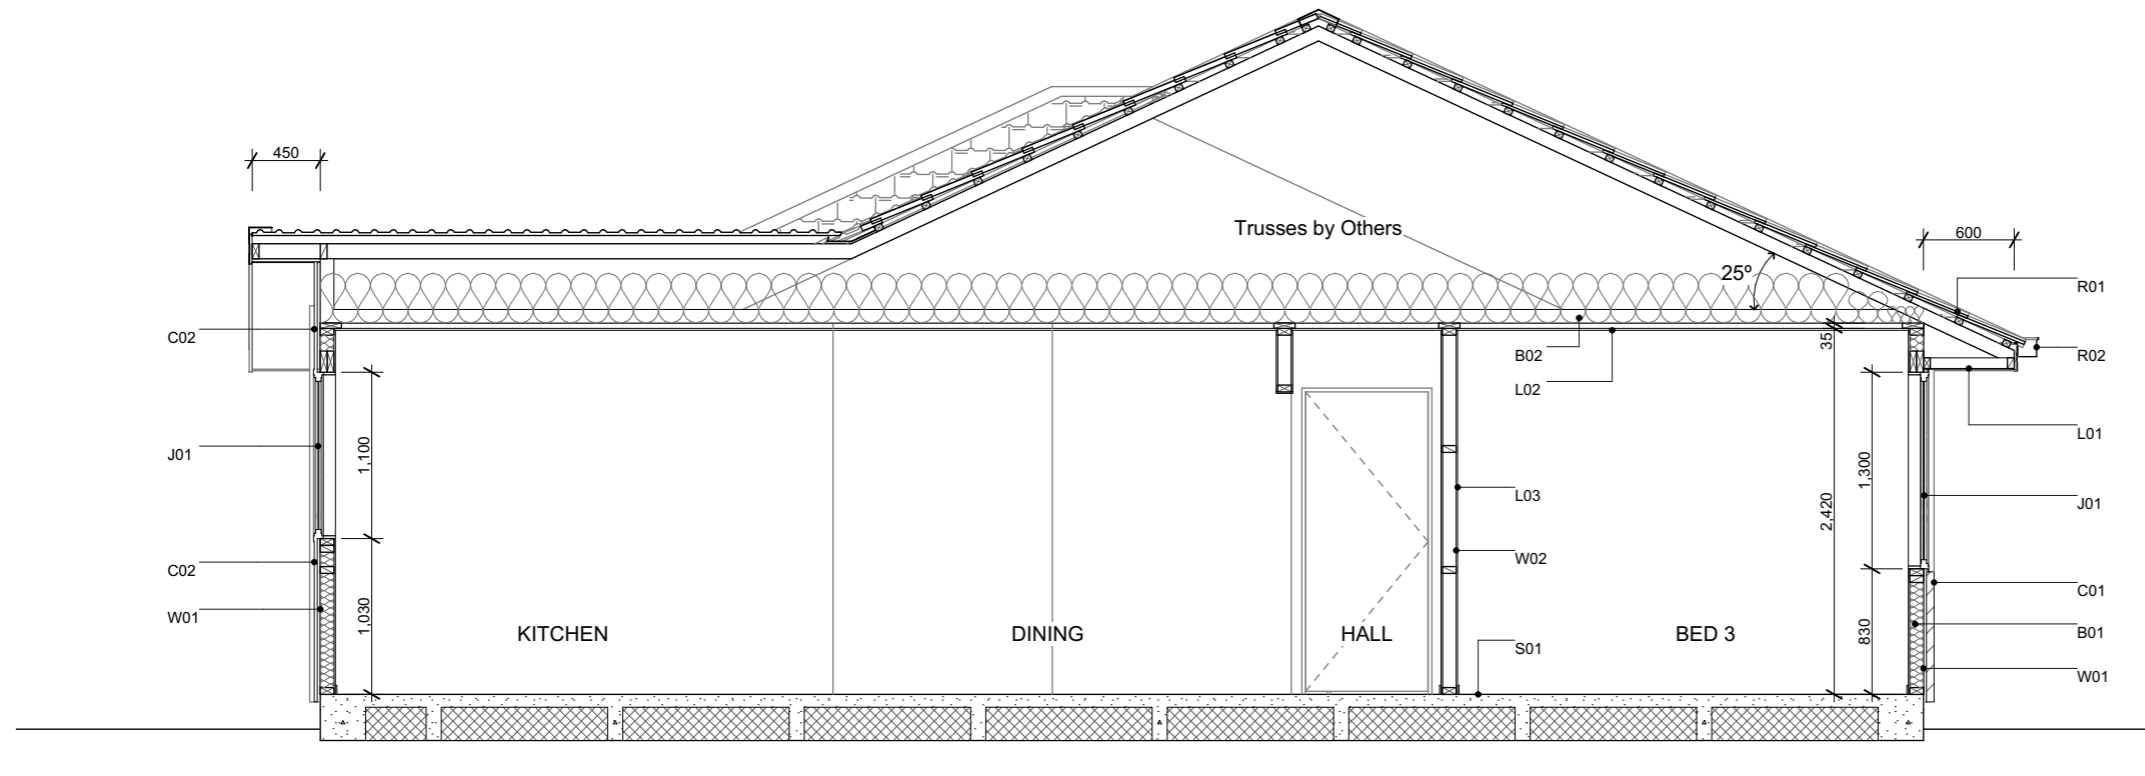 450
Trusses by Others
25º
600
R01
R02
C02
B02
L02
35
L01
J01
1,100
1,300
2,420
L03
J01
W02
C02
W01
1,030
KITCHEN
DINING
HALL
BED 3
S01
830
C01
B01
W01